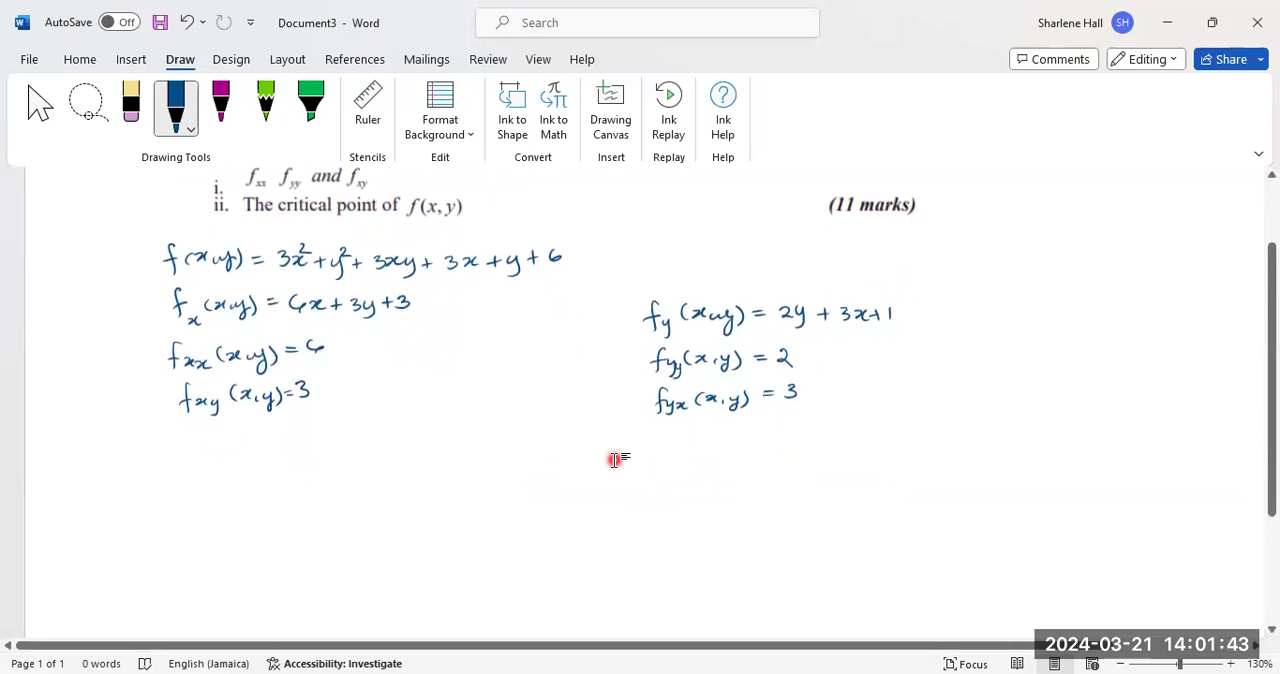 AutoSave Off Document3 - Word Search Sharlene Hall SH
File Home Insert Draw Design Layout References Mailings Review View Help Comments Editing Share
Ruler Format Background Ink to Shape Ink to Math Drawing Canvas Ink Replay Ink Help
Drawing Tools Stencils Edit Convert Insert Replay Help
i. fxx fyy and fxy
ii. The critical point of f(x, y) (11 marks)
f(x,y) = 3x² + y² + 3xy + 3x + y + 6
fx(x,y) = 6x + 3y + 3
fxx(x,y) = 6
fxy(x,y) = 3
fy(x,y) = 2y + 3x + 1
fyy(x,y) = 2
fyx(x,y) = 3
2024-03-21 14:01:43
Page 1 of 1 0 words English (Jamaica) Accessibility: Investigate Focus 130%